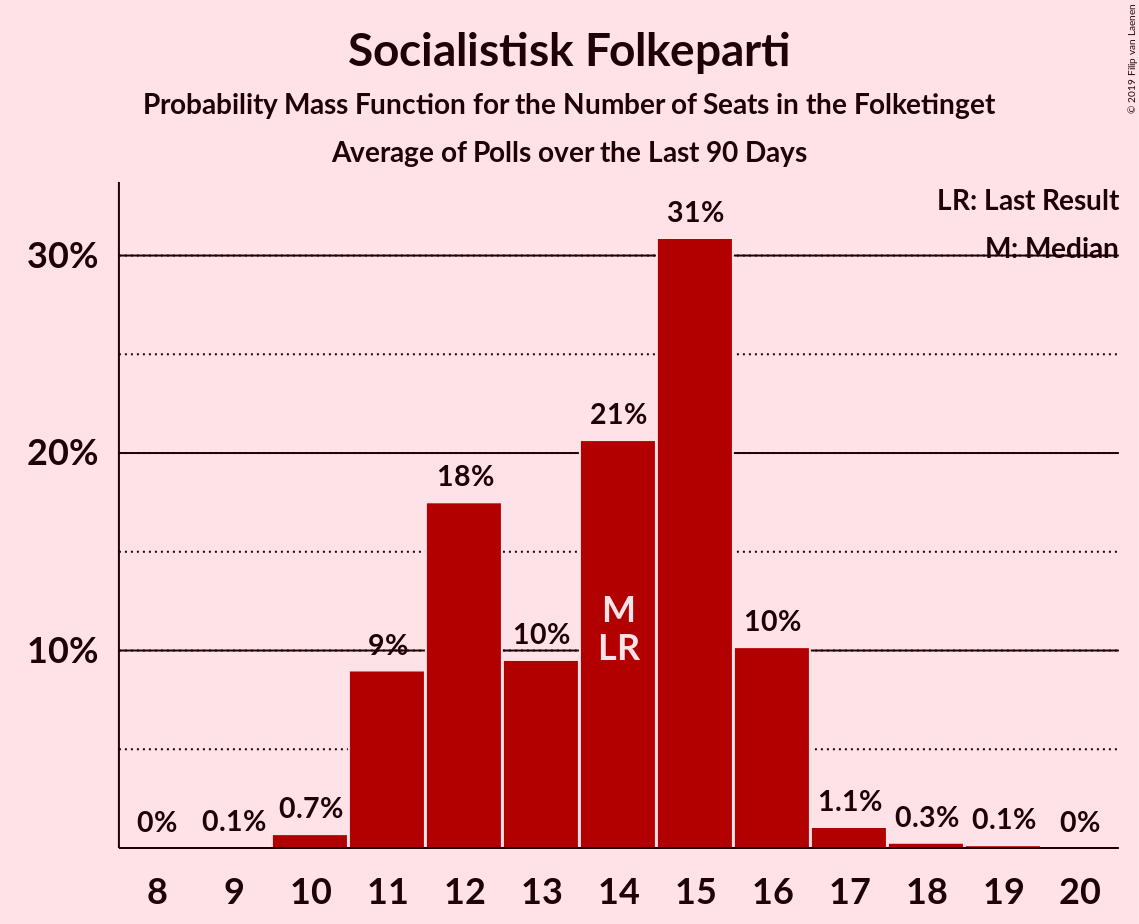 Socialistisk Folkeparti
Probability Mass Function for the Number of Seats in the Folketinget
Average of Polls over the Last 90 Days
© 2019 Filip van Laenen
LR: Last Result
M: Median
30%
20%
10%
0%
0.1%
0.7%
9%
18%
10%
21%
31%
10%
1.1%
0.3%
0.1%
0%
M
LR
8 9 10 11 12 13 14 15 16 17 18 19 20